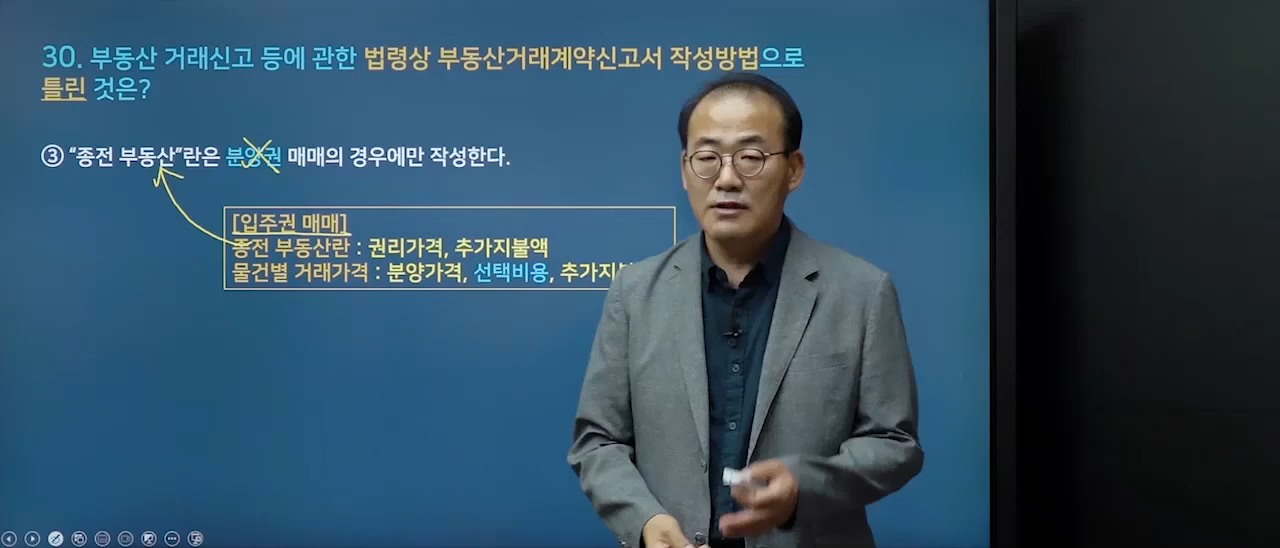 30. 부동산 거래신고 등에 관한 법령상 부동산거래계약신고서 작성방법으로
틀린 것은?
③ “종전 부동산”란은 분양권 매매의 경우에만 작성한다.
[입주권 매매]
종전 부동산란 : 권리가격, 추가지불액
물건별 거래가격 : 분양가격, 선택비용,